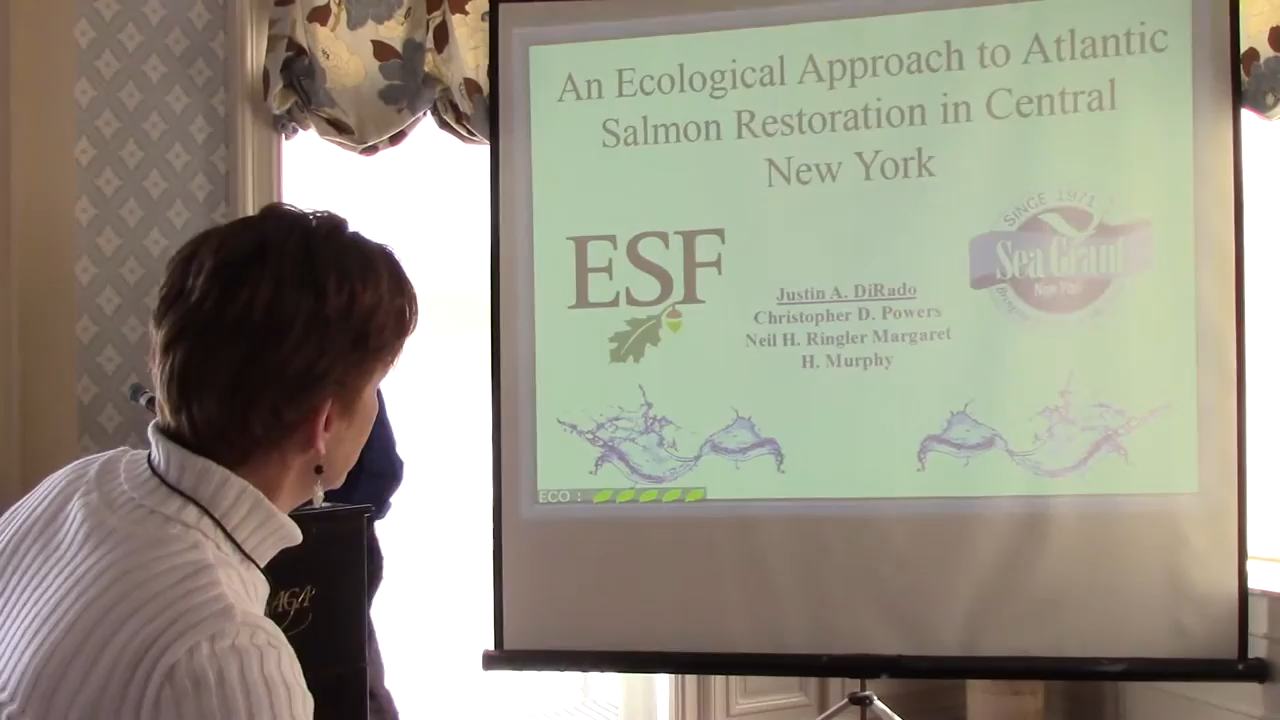 An Ecological Approach to Atlantic
Salmon Restoration in Central
New York
ESF
SINCE 1971
Sea Grant
New York
Justin A. DiRado
Christopher D. Powers
Neil H. Ringler Margaret
H. Murphy
ECO :